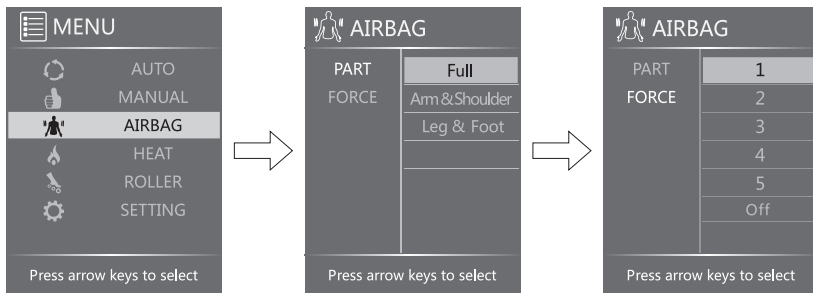 MENU
AUTO
MANUAL
AIRBAG
HEAT
ROLLER
SETTING
Press arrow keys to select
AIRBAG
PART
FORCE
Full
Arm & Shoulder
Leg & Foot
Press arrow keys to select
AIRBAG
PART
FORCE
1
2
3
4
5
Off
Press arrow keys to select